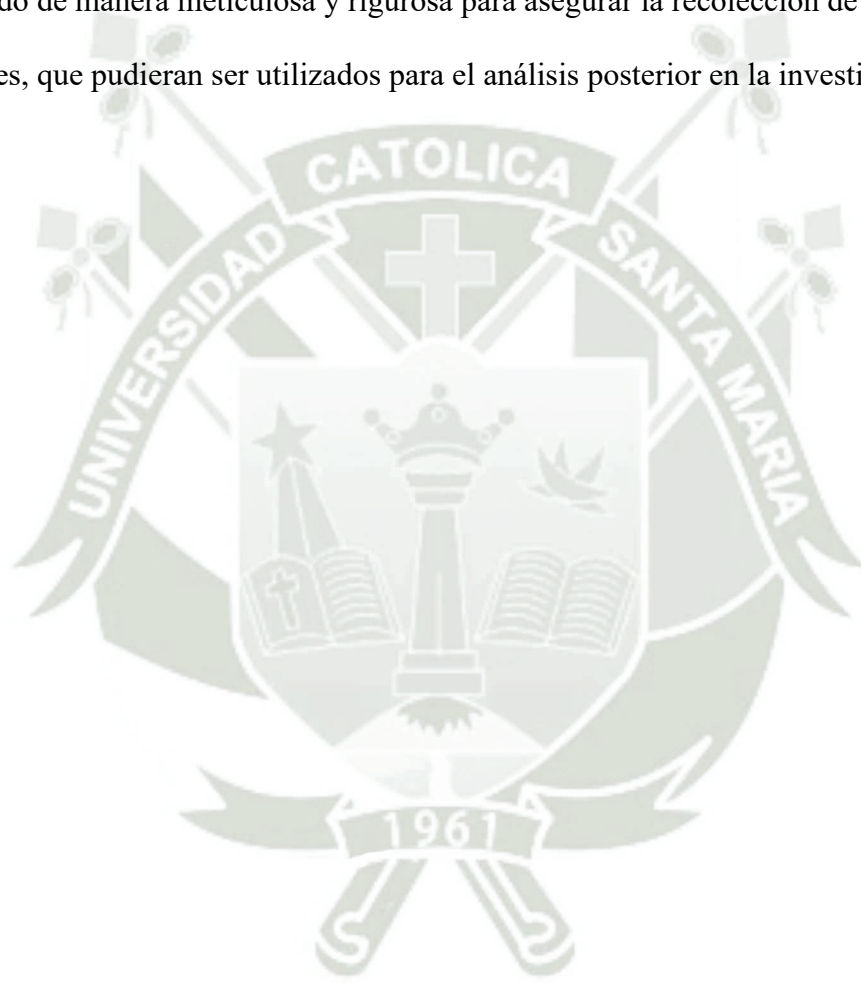 do de manera meticulosa y rigurosa para asegurar la recolección de
es, que pudieran ser utilizados para el análisis posterior en la investi
CATOLICA
UNIVERSIDAD
SANTA MARIA
1961